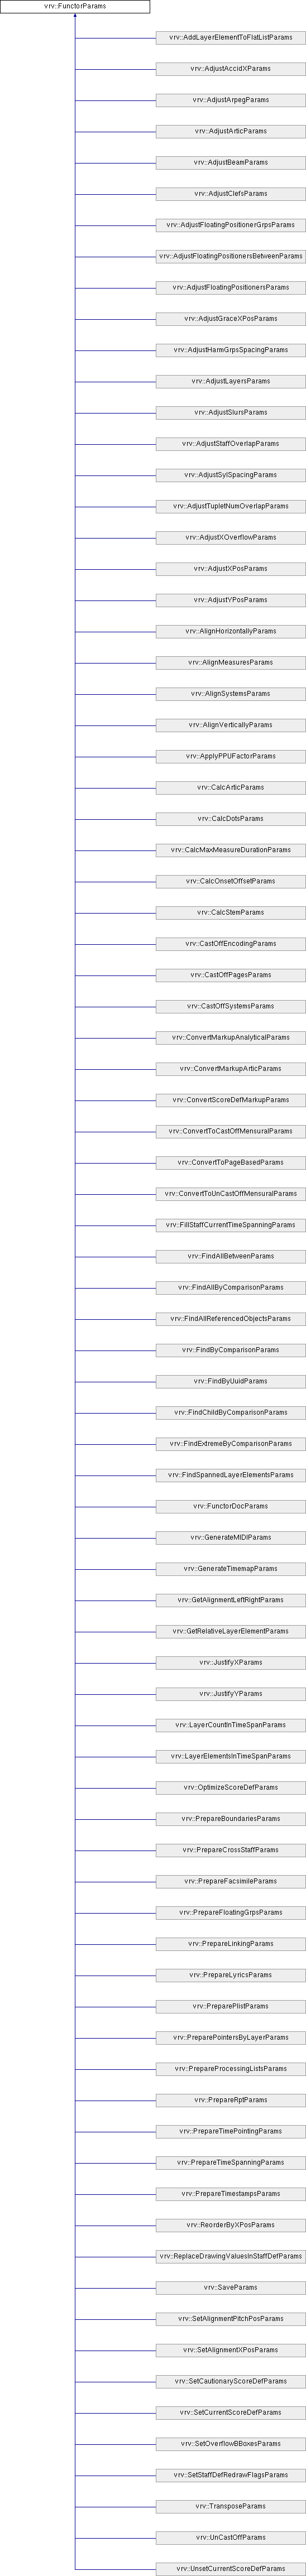 vrv::FunctorParams
vrv::AddLayerElementToFlatListParams
vrv::AdjustAccidXParams
vrv::AdjustArpegParams
vrv::AdjustArticParams
vrv::AdjustBeamParams
vrv::AdjustClefsParams
vrv::AdjustFloatingPositionerGrpsParams
vrv::AdjustFloatingPositionersBetweenParams
vrv::AdjustFloatingPositionersParams
vrv::AdjustGraceXPosParams
vrv::AdjustHarmGrpsSpacingParams
vrv::AdjustLayersParams
vrv::AdjustSlursParams
vrv::AdjustStaffOverlapParams
vrv::AdjustSylSpacingParams
vrv::AdjustTupletNumOverlapParams
vrv::AdjustXOverflowParams
vrv::AdjustXPosParams
vrv::AdjustYPosParams
vrv::AlignHorizontallyParams
vrv::AlignMeasuresParams
vrv::AlignSystemsParams
vrv::AlignVerticallyParams
vrv::ApplyPPUFactorParams
vrv::CalcArticParams
vrv::CalcDotsParams
vrv::CalcMaxMeasureDurationParams
vrv::CalcOnsetOffsetParams
vrv::CalcStemParams
vrv::CastOffEncodingParams
vrv::CastOffPagesParams
vrv::CastOffSystemsParams
vrv::ConvertMarkupAnalyticalParams
vrv::ConvertMarkupArticParams
vrv::ConvertScoreDefMarkupParams
vrv::ConvertToCastOffMensuralParams
vrv::ConvertToPageBasedParams
vrv::ConvertToUnCastOffMensuralParams
vrv::FillStaffCurrentTimeSpanningParams
vrv::FindAllBetweenParams
vrv::FindAllByComparisonParams
vrv::FindAllReferencedObjectsParams
vrv::FindByComparisonParams
vrv::FindByUuidParams
vrv::FindChildByComparisonParams
vrv::FindExtremeByComparisonParams
vrv::FindSpannedLayerElementsParams
vrv::FunctorDocParams
vrv::GenerateMIDIParams
vrv::GenerateTimemapParams
vrv::GetAlignmentLeftRightParams
vrv::GetRelativeLayerElementParams
vrv::JustifyXParams
vrv::JustifyYParams
vrv::LayerCountInTimeSpanParams
vrv::LayerElementsInTimeSpanParams
vrv::OptimizeScoreDefParams
vrv::PrepareBoundariesParams
vrv::PrepareCrossStaffParams
vrv::PrepareFacsimileParams
vrv::PrepareFloatingGrpsParams
vrv::PrepareLinkingParams
vrv::PrepareLyricsParams
vrv::PreparePlistParams
vrv::PreparePointersByLayerParams
vrv::PrepareProcessingListsParams
vrv::PrepareRptParams
vrv::PrepareTimePointingParams
vrv::PrepareTimeSpanningParams
vrv::PrepareTimestampsParams
vrv::ReorderByXPosParams
vrv::ReplaceDrawingValuesInStaffDefParams
vrv::SaveParams
vrv::SetAlignmentPitchPosParams
vrv::SetAlignmentXPosParams
vrv::SetCautionaryScoreDefParams
vrv::SetCurrentScoreDefParams
vrv::SetOverflowBBoxesParams
vrv::SetStaffDefRedrawFlagsParams
vrv::TransposeParams
vrv::UnCastOffParams
vrv::UnsetCurrentScoreDefParams